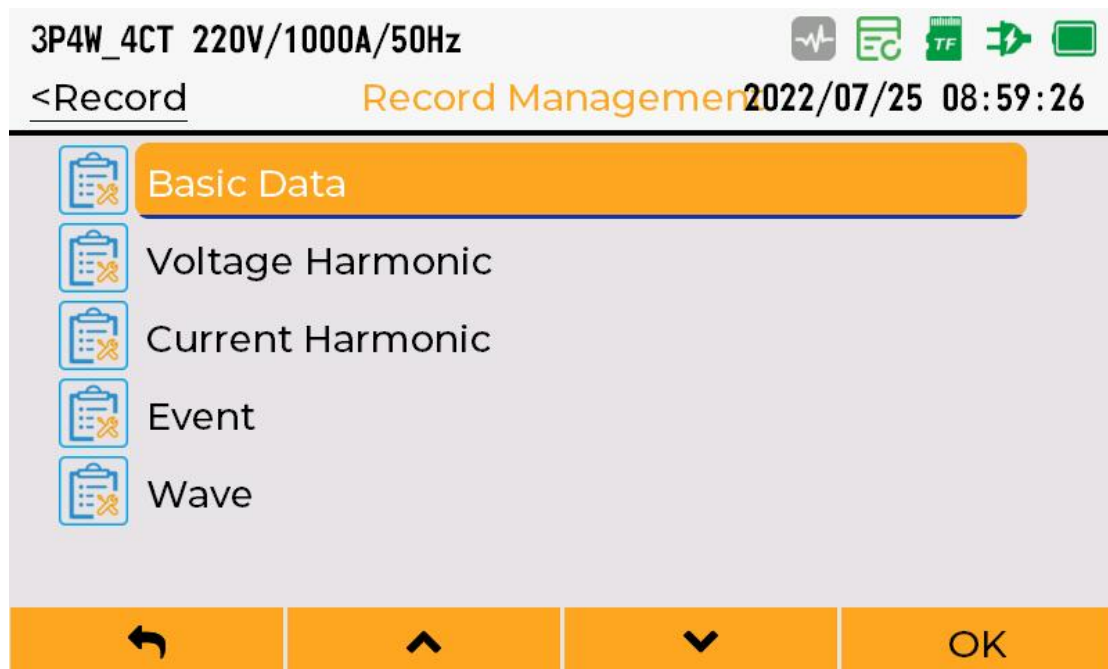 3P4W_4CT 220V/1000A/50Hz
TF
<Record Record Managemen 2022/07/25 08:59:26
Basic Data
Voltage Harmonic
Current Harmonic
Event
Wave
OK